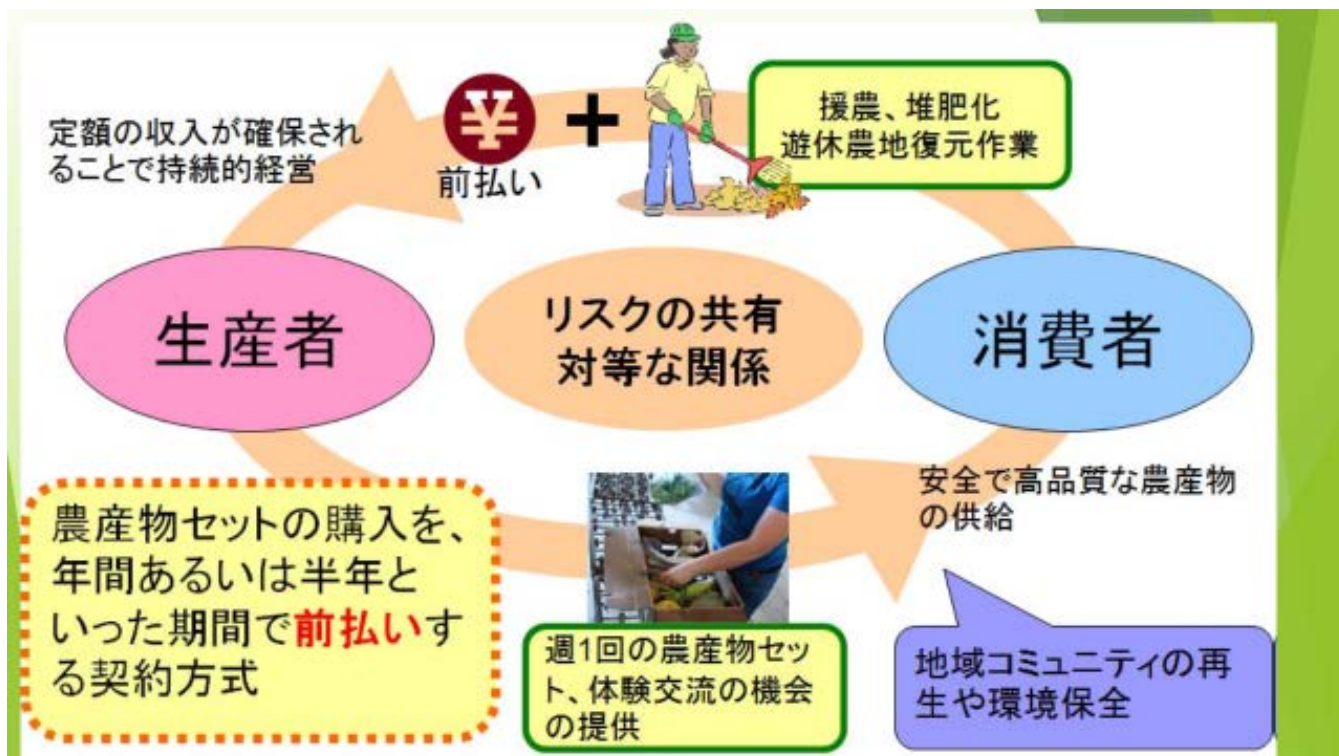 定額の収入が確保され
ることで持続的経営
¥
前払い
+
援農、堆肥化
遊休農地復元作業
生産者
リスクの共有
対等な関係
消費者
農産物セットの購入を、
年間あるいは半年と
いった期間で前払いす
る契約方式
週1回の農産物セッ
ト、体験交流の機会
の提供
安全で高品質な農産物
の供給
地域コミュニティの再
生や環境保全